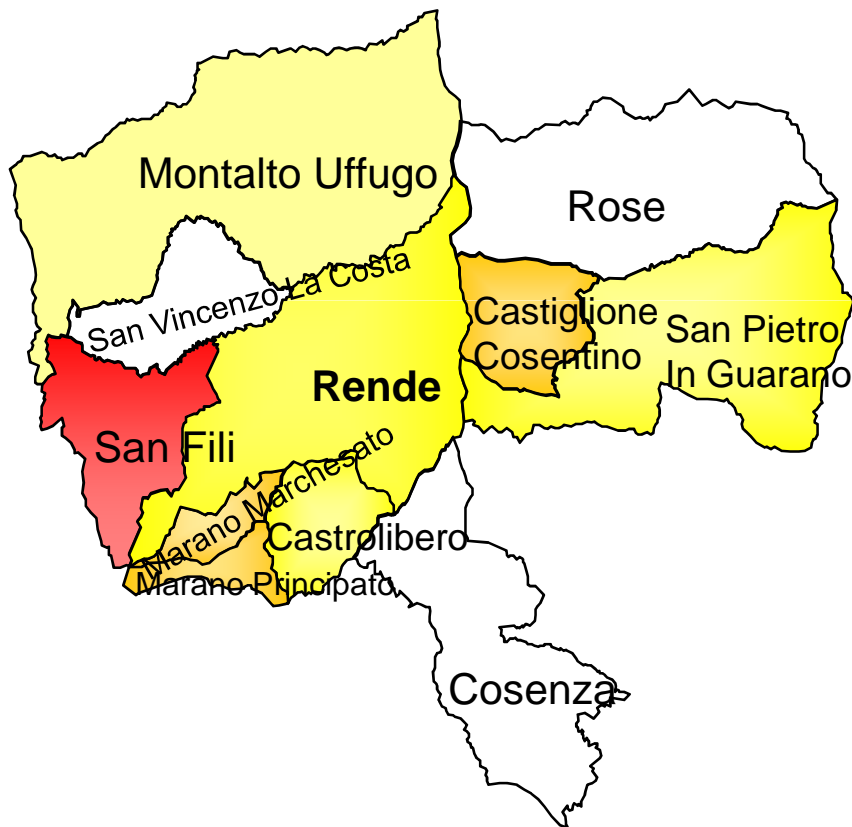 Montalto Uffugo
Rose
San Vincenzo La Costa
Castiglione
Cosentino
San Pietro
In Guarano
Rende
San Fili
Marano Marchesato
Castrolibero
Marano Principato
Cosenza